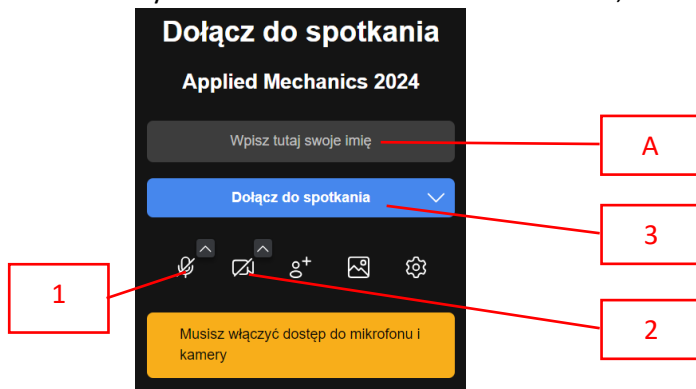 Dołącz do spotkania
Applied Mechanics 2024
Wpisz tutaj swoje imię
A
Dołącz do spotkania
3
1
2
Musisz włączyć dostęp do mikrofonu i
kamery